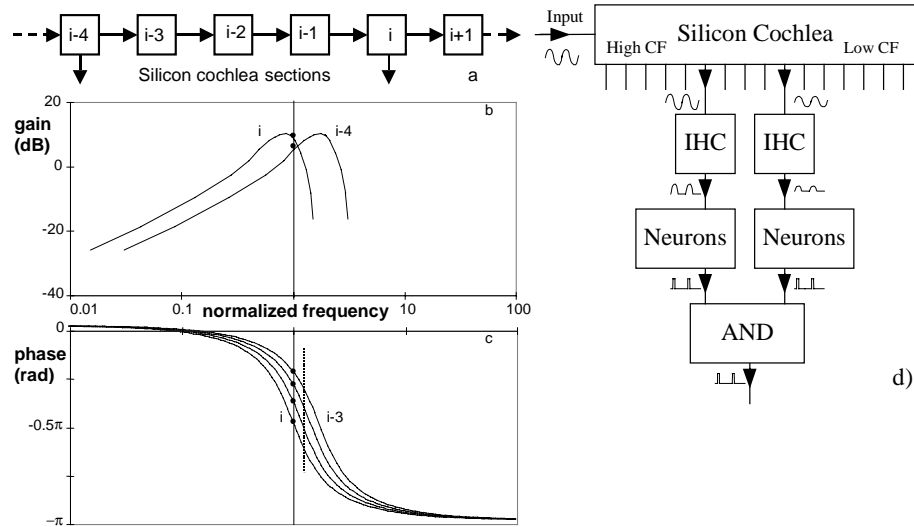 i-4 i-3 i-2 i-1 i i+1
Silicon cochlea sections a
b
20
gain
(dB)
0
-20
-40
i i-4
0.01 0.1 normalized frequency 10 100
0
c
phase
(rad)
-0.5π
-π
i i-3
Input
Silicon Cochlea
High CF Low CF
IHC IHC
Neurons Neurons
AND
d)